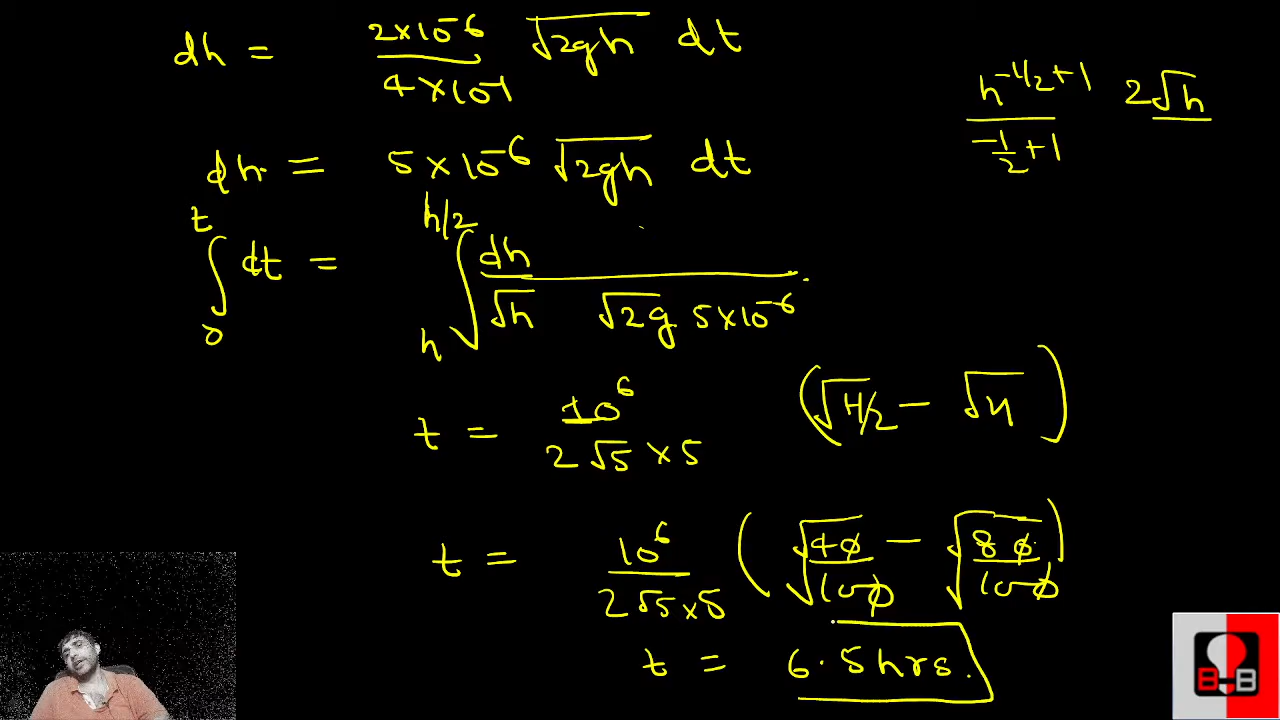 dh = 2×10⁻⁶/4×10⁻¹ √2gh dt
h^(-1/2+1)/(-1/2+1) 2√h
dh = 5×10⁻⁶ √2gh dt
∫₀ᵗ dt = ∫ₕ^(h/2) dh/(√h √2g 5×10⁻⁶)
t = 10⁶/(2√5×5) (√H/2 − √H)
t = 10⁶/(2√5×5) (√40/100 − √80/100)
t = 6.5hrs.
B B